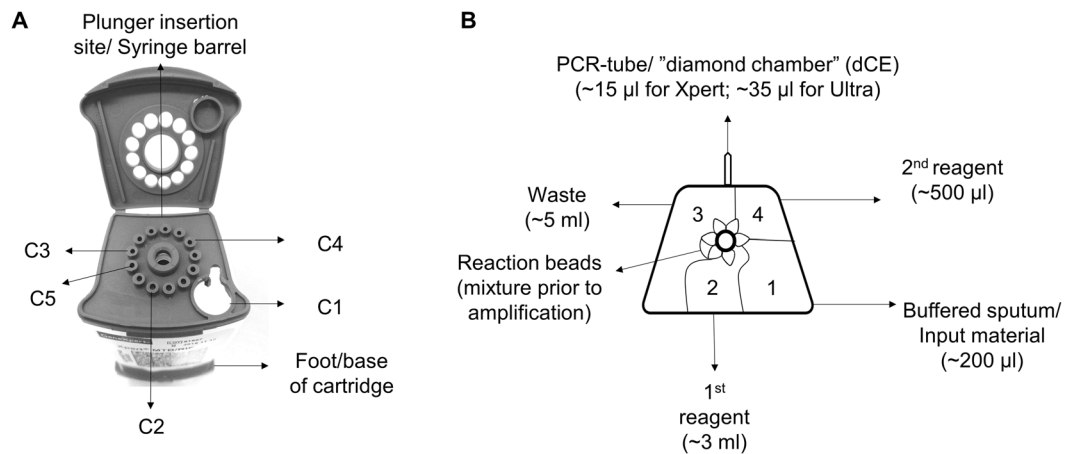 A
Plunger insertion
site/ Syringe barrel
C3
C4
C5
C1
Foot/base
of cartridge
C2
B
PCR-tube/ ”diamond chamber” (dCE)
(~15 µl for Xpert; ~35 µl for Ultra)
2nd reagent
(~500 µl)
Waste
(~5 ml)
3
4
Reaction beads
(mixture prior to
amplification)
2
1
Buffered sputum/
Input material
(~200 µl)
1st
reagent
(~3 ml)